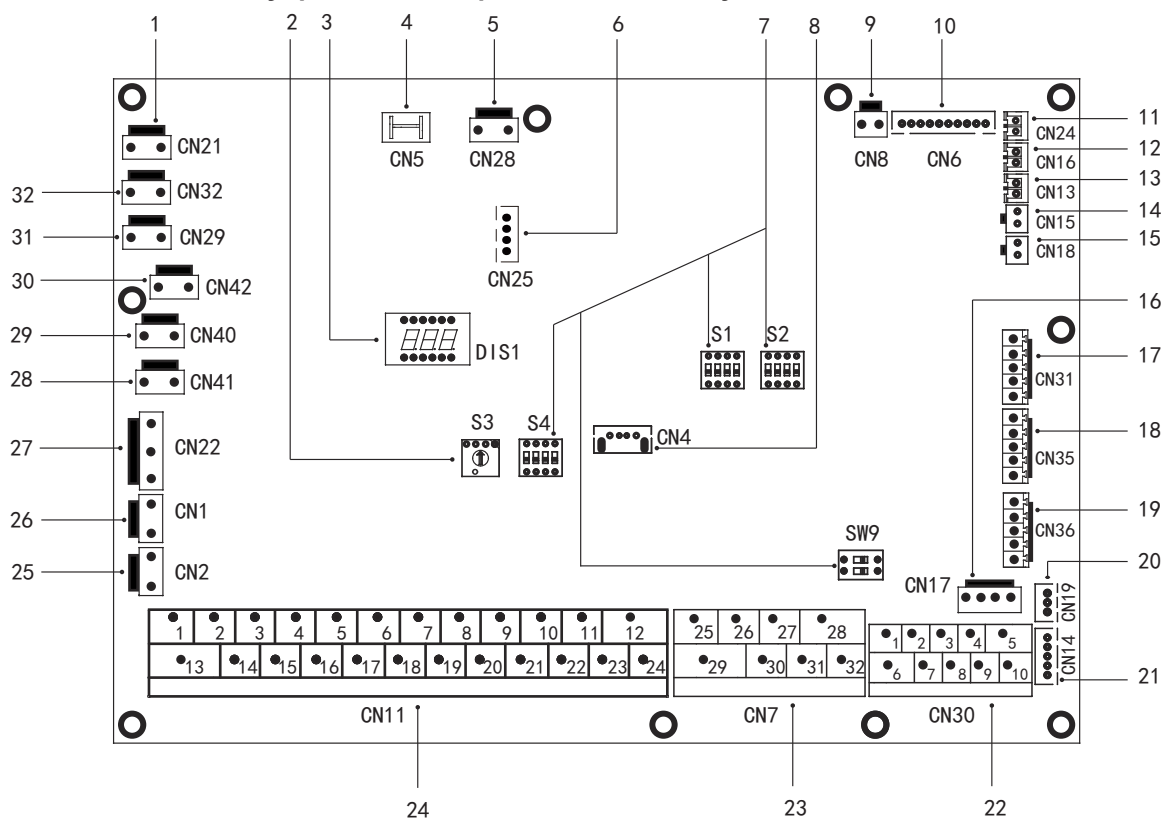 1 2 3 4 5 6 7 8 9 10
CN21
CN5
CN28
CN8
CN6
CN24 11
CN16 12
32 CN32
CN13 13
CN15 14
31 CN29
CN18 15
CN25
30 CN42
16
29 CN40
DIS1
S1 S2
17
28 CN41
CN31
S3 S4
CN4
18
27 CN22
CN35
26 CN1
19
CN36
SW9
25 CN2
CN17
20
CN19
1 2 3 4 5 6 7 8 9 10 11 12
25 26 27 28
1 2 3 4 5
CN14
13 14 15 16 17 18 19 20 21 22 23 24
29 30 31 32
6 7 8 9 10
21
CN11
CN7
CN30
24
23
22